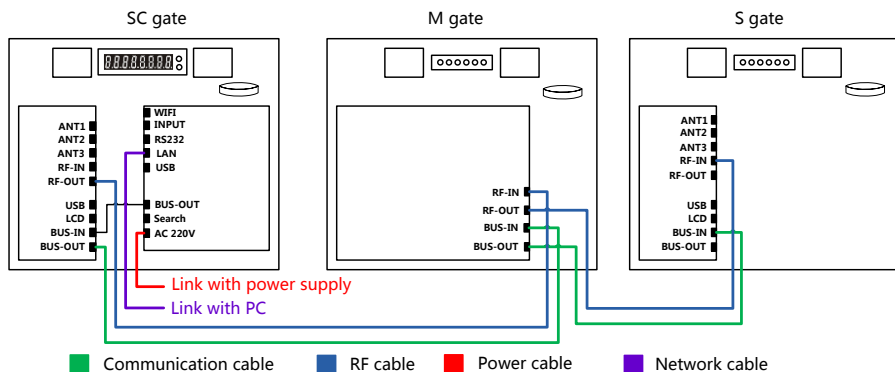 SC gate
M gate
S gate
ANT1
ANT2
ANT3
RF-IN
RF-OUT
USB
LCD
BUS-IN
BUS-OUT
WIFI
INPUT
RS232
LAN
USB
BUS-OUT
Search
AC 220V
RF-IN
RF-OUT
BUS-IN
BUS-OUT
ANT1
ANT2
ANT3
RF-IN
RF-OUT
USB
LCD
BUS-IN
BUS-OUT
Link with power supply
Link with PC
Communication cable
RF cable
Power cable
Network cable